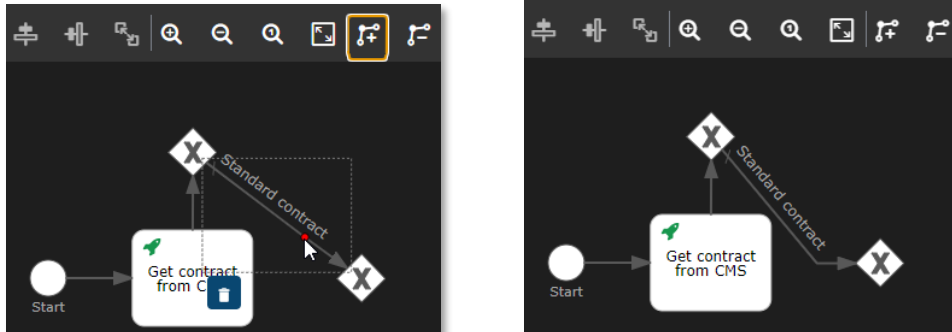 Standard contract
Get contract
from C
Start
Standard contract
Get contract
from CMS
Start